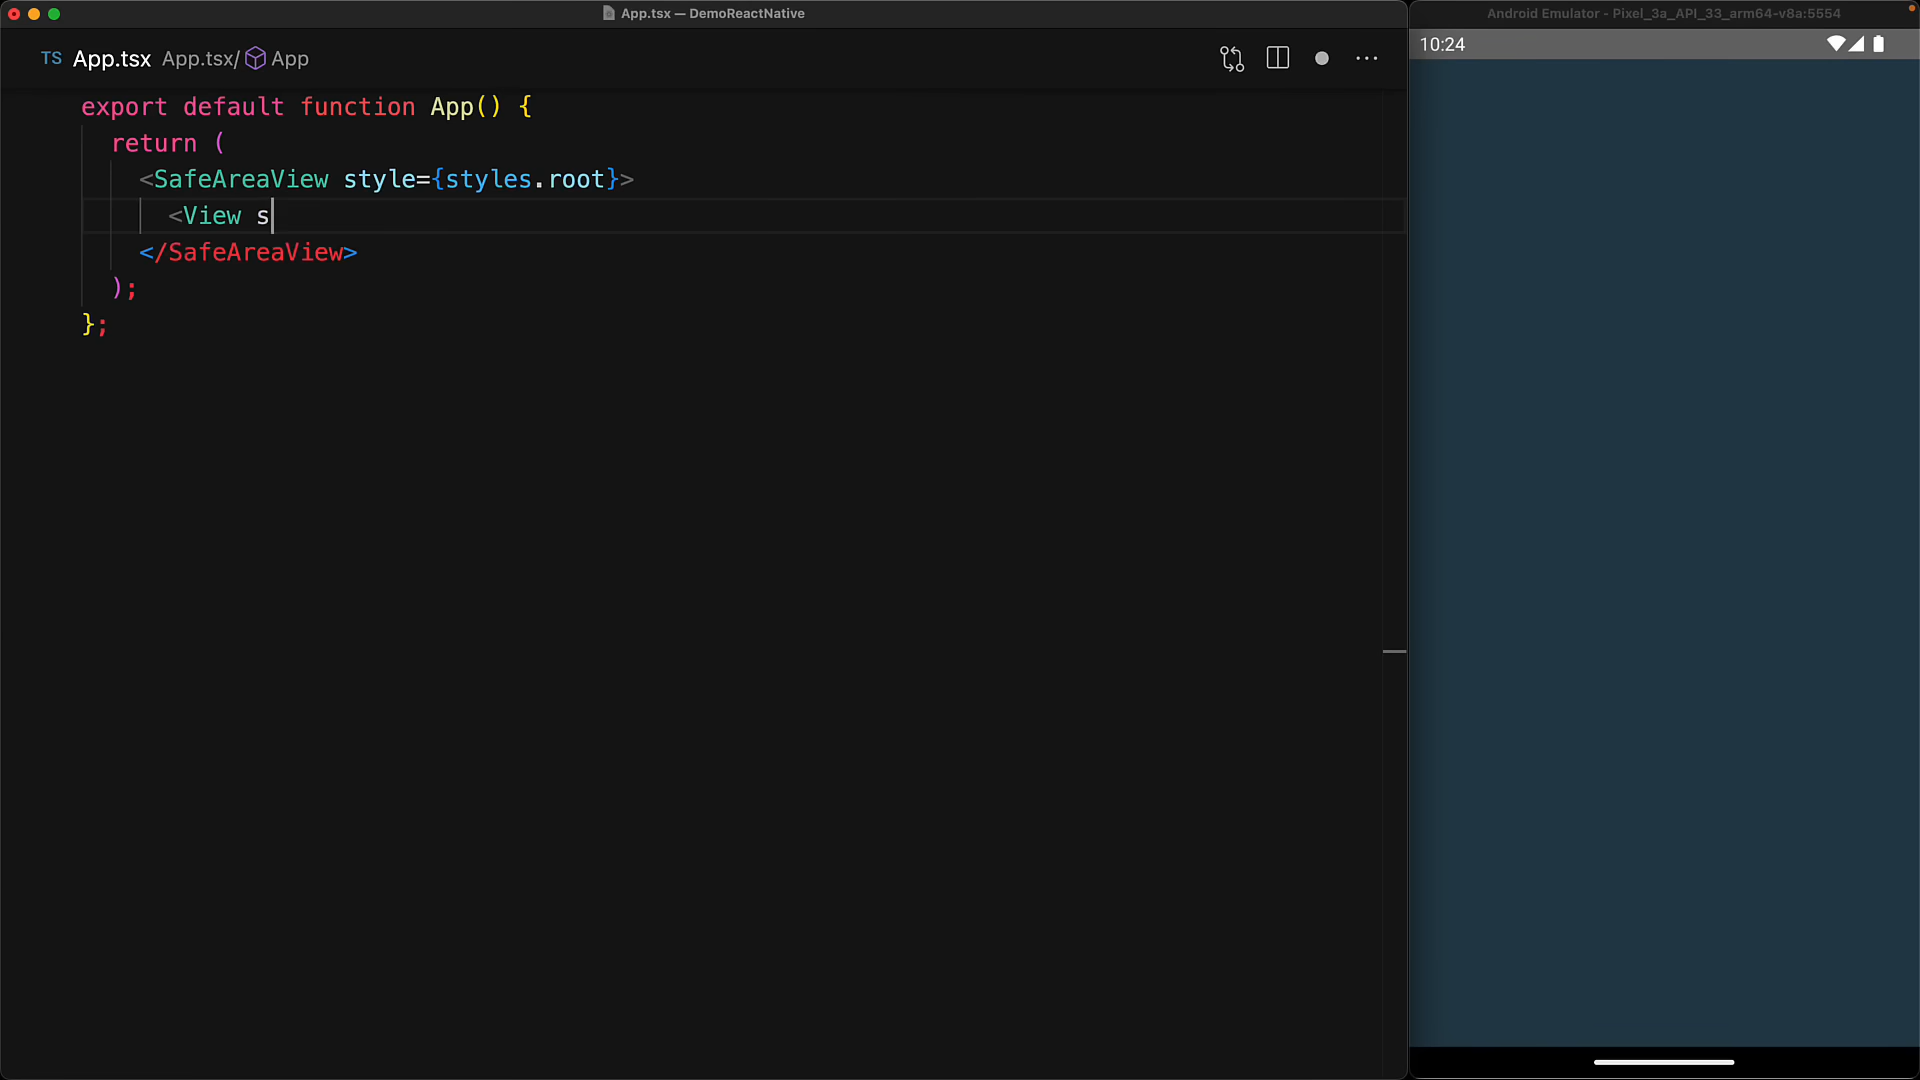 App.tsx — DemoReactNative
Android Emulator - Pixel_3a_API_33_arm64-v8a:5554
TS App.tsx App.tsx/ App
10:24
export default function App() {
return (
<SafeAreaView style={styles.root}>
<View s
</SafeAreaView>
);
};